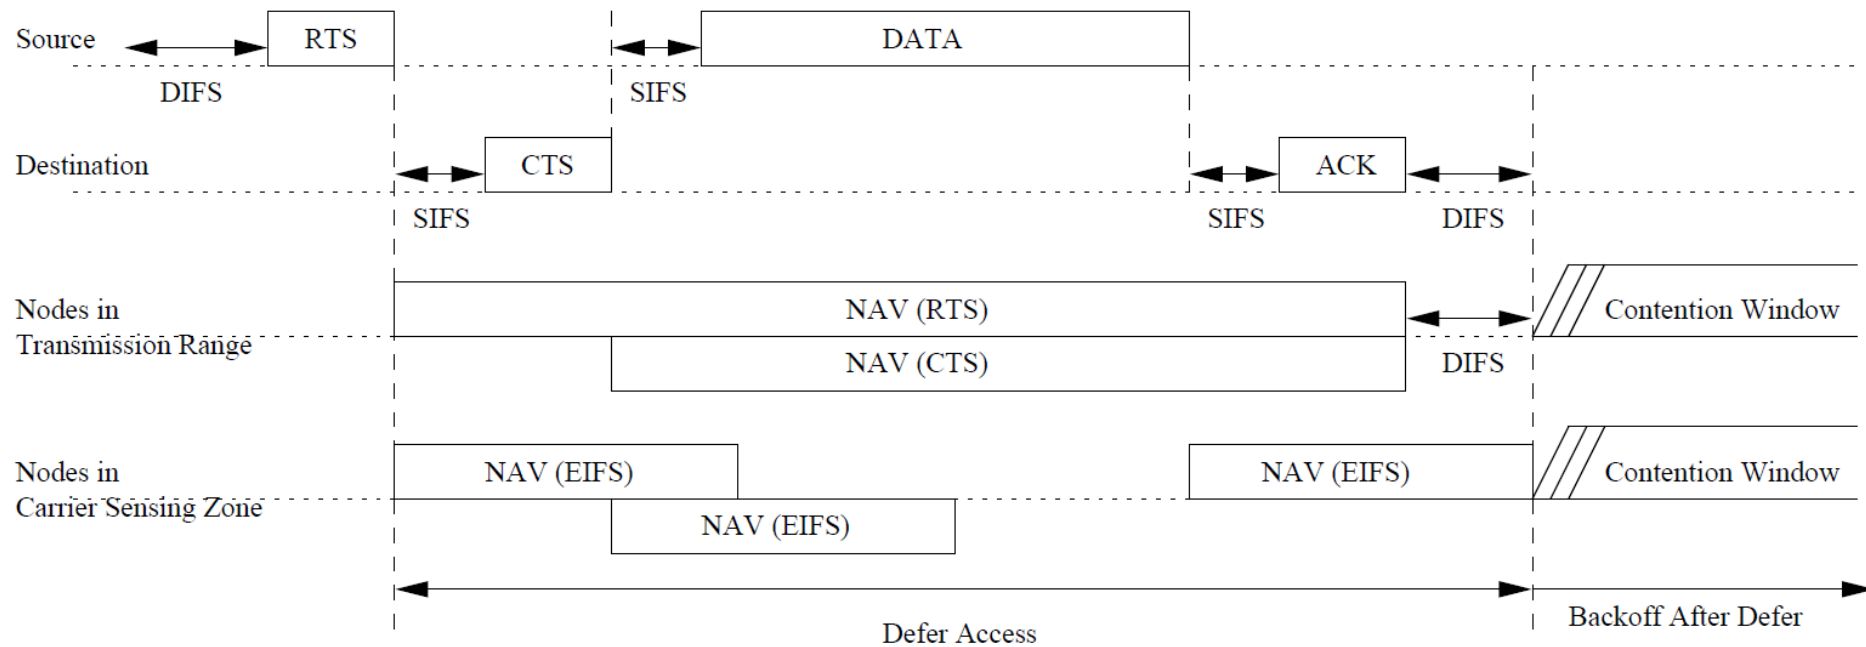 Source
RTS
DATA
DIFS
SIFS
Destination
CTS
ACK
SIFS
SIFS
DIFS
Nodes in
Transmission Range
NAV (RTS)
Contention Window
NAV (CTS)
DIFS
Nodes in
Carrier Sensing Zone
NAV (EIFS)
NAV (EIFS)
Contention Window
NAV (EIFS)
Defer Access
Backoff After Defer